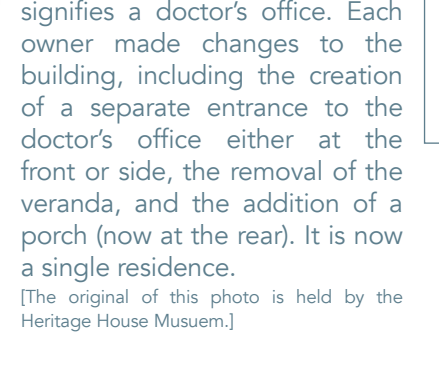 signifies a doctor's office. Each
owner made changes to the
building, including the creation
of a separate entrance to the
doctor's office either at the
front or side, the removal of the
veranda, and the addition of a
porch (now at the rear). It is now
a single residence.
[The original of this photo is held by the
Heritage House Musuem.]